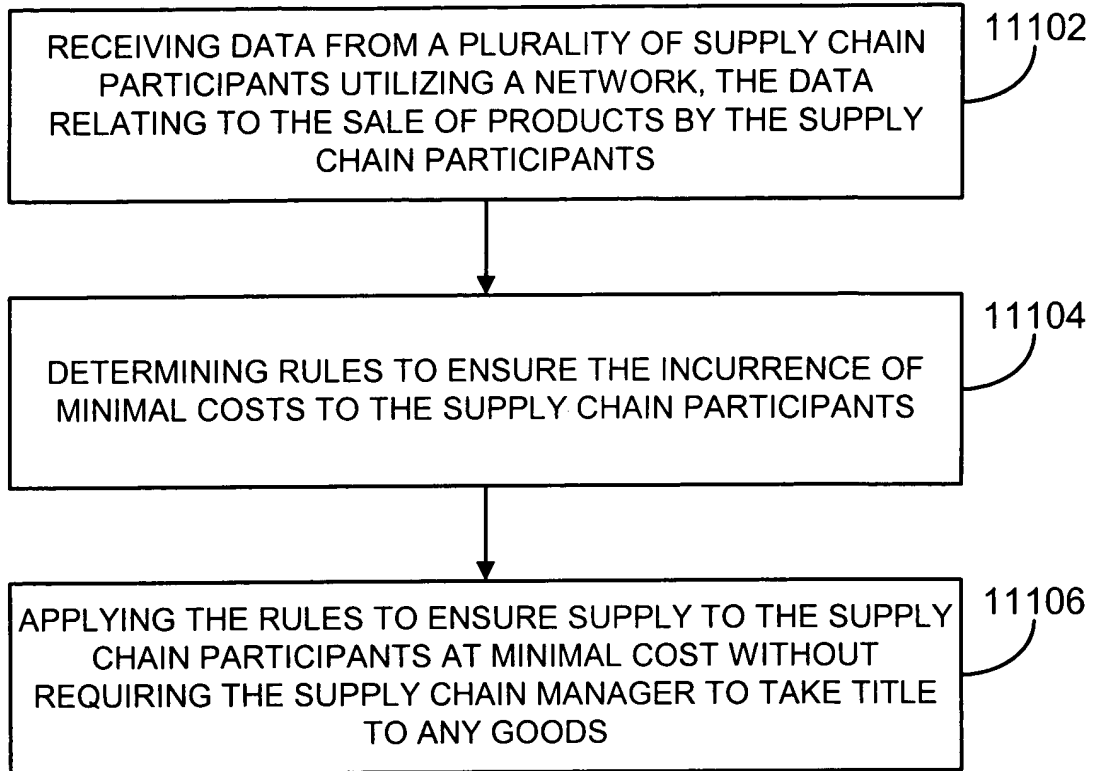 RECEIVING DATA FROM A PLURALITY OF SUPPLY CHAIN
PARTICIPANTS UTILIZING A NETWORK, THE DATA
RELATING TO THE SALE OF PRODUCTS BY THE SUPPLY
CHAIN PARTICIPANTS
11102
DETERMINING RULES TO ENSURE THE INCURRENCE OF
MINIMAL COSTS TO THE SUPPLY CHAIN PARTICIPANTS
11104
APPLYING THE RULES TO ENSURE SUPPLY TO THE SUPPLY
CHAIN PARTICIPANTS AT MINIMAL COST WITHOUT
REQUIRING THE SUPPLY CHAIN MANAGER TO TAKE TITLE
TO ANY GOODS
11106